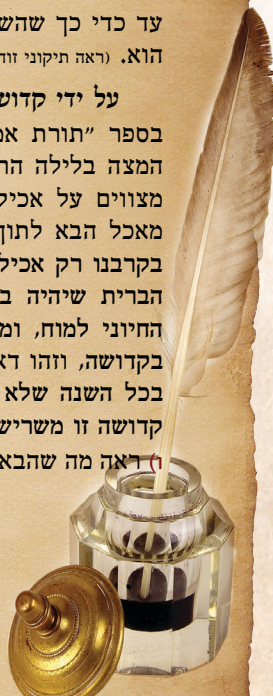 עד כדי כך שהש
הוא. (ראה תיקוני זוה
על ידי קדוש
בספר "תורת אמ
המצה בלילה הר
מצווים על אכיל
מאכל הבא לתוך
בקרבנו רק אכיל
הברית שיהיה ב
החיוני למוח, ומ
בקדושה, וזהו דא
בכל השנה שלא
קדושה זו משריש
ו) ראה מה שהבא